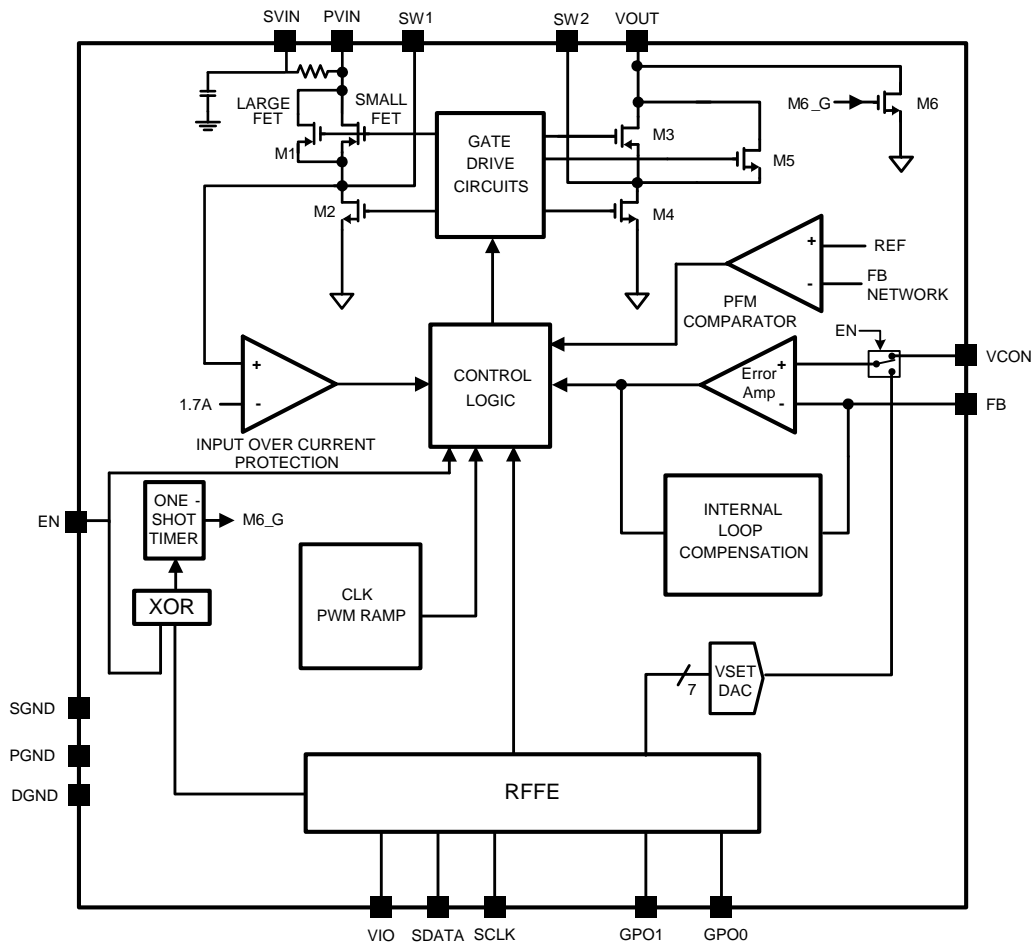 SVIN
PVIN
SW1
SW2
VOUT
LARGE
FET
SMALL
FET
M1
M2
GATE
DRIVE
CIRCUITS
M3
M5
M4
M6_G
M6
REF
FB
NETWORK
PFM
COMPARATOR
EN
VCON
FB
Error
Amp
CONTROL
LOGIC
1.7A
INPUT OVER CURRENT
PROTECTION
EN
ONE -
SHOT
TIMER
M6_G
XOR
CLK
PWM RAMP
INTERNAL
LOOP
COMPENSATION
7
VSET
DAC
SGND
PGND
DGND
RFFE
VIO
SDATA
SCLK
GPO1
GPO0
+
-
+
-
+
-